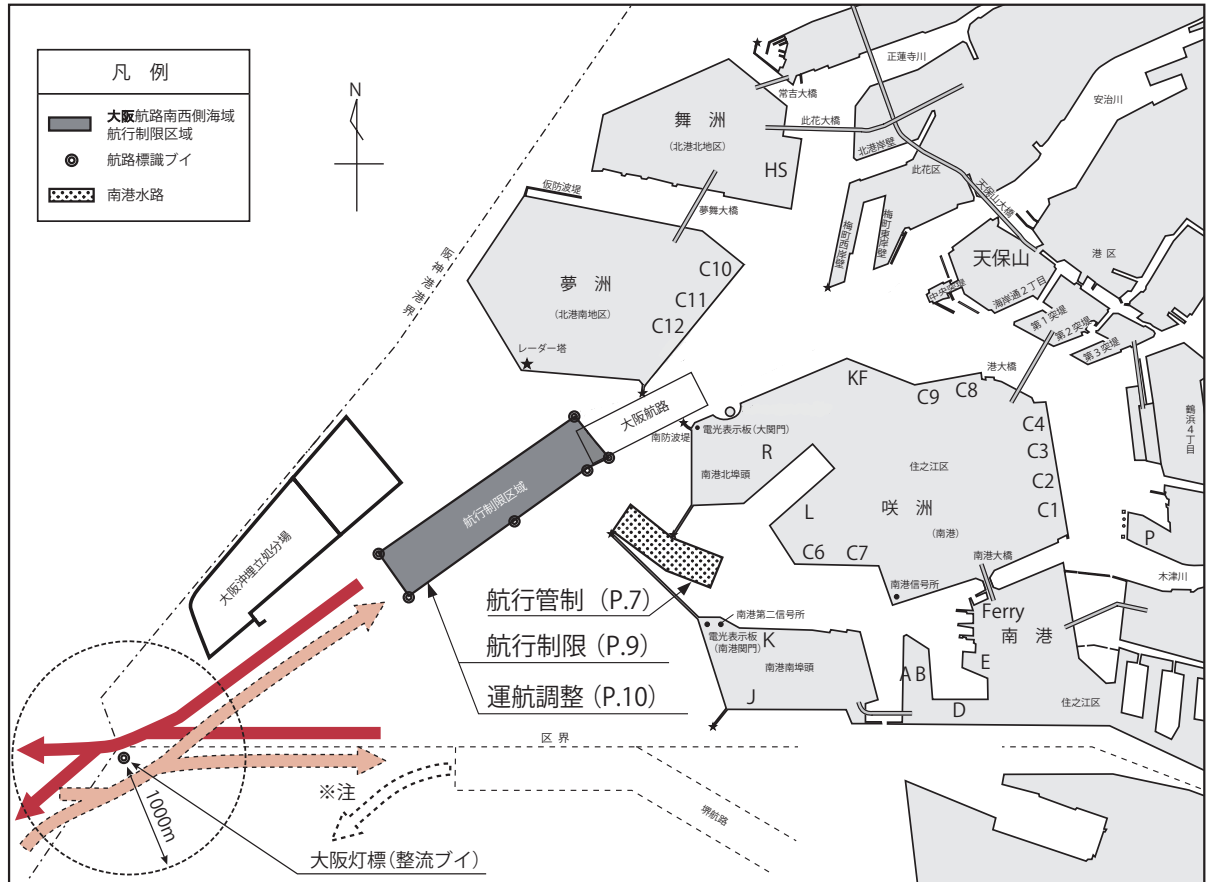 凡 例
大阪航路南西側海域
航行制限区域
航路標識ブイ
南港水路
N
阪神港港界
正蓮寺川
常吉大橋
舞 洲
(北港北地区)
HS
此花大橋
北港岸壁
此花区
安治川
天保山大橋
仮防波堤
夢舞大橋
梅町西岸壁
梅町東岸壁
港区
天保山
中央突堤
海岸通2丁目
第1突堤
第2突堤
第3突堤
夢 洲
(北港南地区)
C10
C11
C12
レーダー塔
港大橋
鶴浜4丁目
KF
C9
C8
C4
C3
C2
C1
大阪航路
南防波堤
電光表示板(大関門)
R
南港北埠頭
住之江区
咲 洲
(南港)
L
C6
C7
P
木津川
南港大橋
南港信号所
航行制限区域
大阪沖埋立処分場
航行管制 (P.7)
航行制限 (P.9)
運航調整 (P.10)
南港第二信号所
電光表示板
(南港関門)
K
南港南埠頭
J
Ferry
南 港
A B
E
D
住之江区
区界
※注
堺航路
1000m
大阪灯標(整流ブイ)